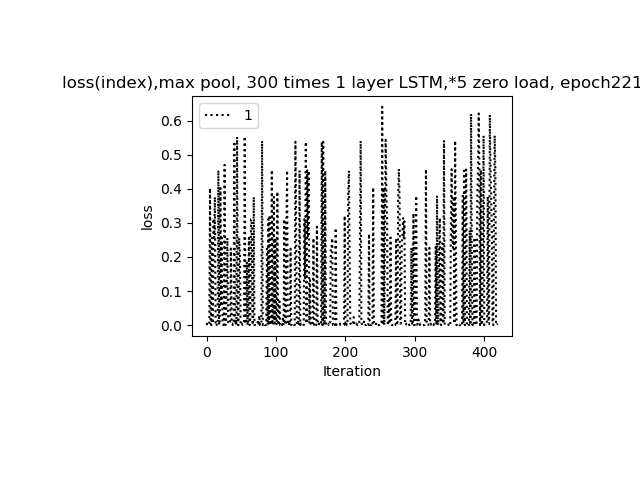 loss(index),max pool, 300 times 1 layer LSTM,*5 zero load, epoch221
1
0.6
0.5
0.4
0.3
0.2
0.1
0.0
loss
0 100 200 300 400
Iteration